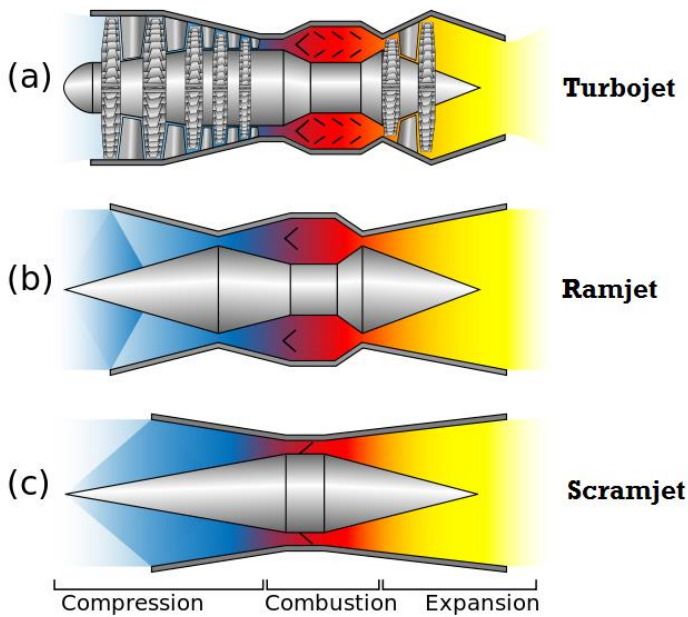 (a) Turbojet
(b) Ramjet
(c) Scramjet
Compression Combustion Expansion